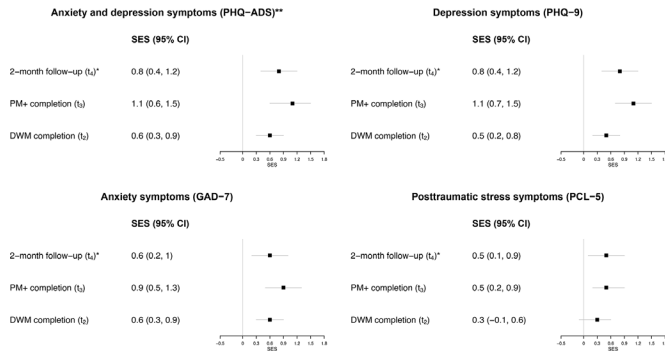 Anxiety and depression symptoms (PHQ−ADS)**
SES (95% CI)
2−month follow−up (t4)* 0.8 (0.4, 1.2)
PM+ completion (t3) 1.1 (0.6, 1.5)
DWM completion (t2) 0.6 (0.3, 0.9)
−0.5 0 0.3 0.6 0.9 1.2 1.5 1.8
SES
Depression symptoms (PHQ−9)
SES (95% CI)
2−month follow−up (t4)* 0.8 (0.4, 1.2)
PM+ completion (t3) 1.1 (0.7, 1.5)
DWM completion (t2) 0.5 (0.2, 0.8)
−0.5 0 0.3 0.6 0.9 1.2 1.5 1.8
SES
Anxiety symptoms (GAD−7)
SES (95% CI)
2−month follow−up (t4)* 0.6 (0.2, 1)
PM+ completion (t3) 0.9 (0.5, 1.3)
DWM completion (t2) 0.6 (0.3, 0.9)
−0.5 0 0.3 0.6 0.9 1.2 1.5 1.8
SES
Posttraumatic stress symptoms (PCL−5)
SES (95% CI)
2−month follow−up (t4)* 0.5 (0.1, 0.9)
PM+ completion (t3) 0.5 (0.2, 0.9)
DWM completion (t2) 0.3 (−0.1, 0.6)
−0.5 0 0.3 0.6 0.9 1.2 1.5 1.8
SES